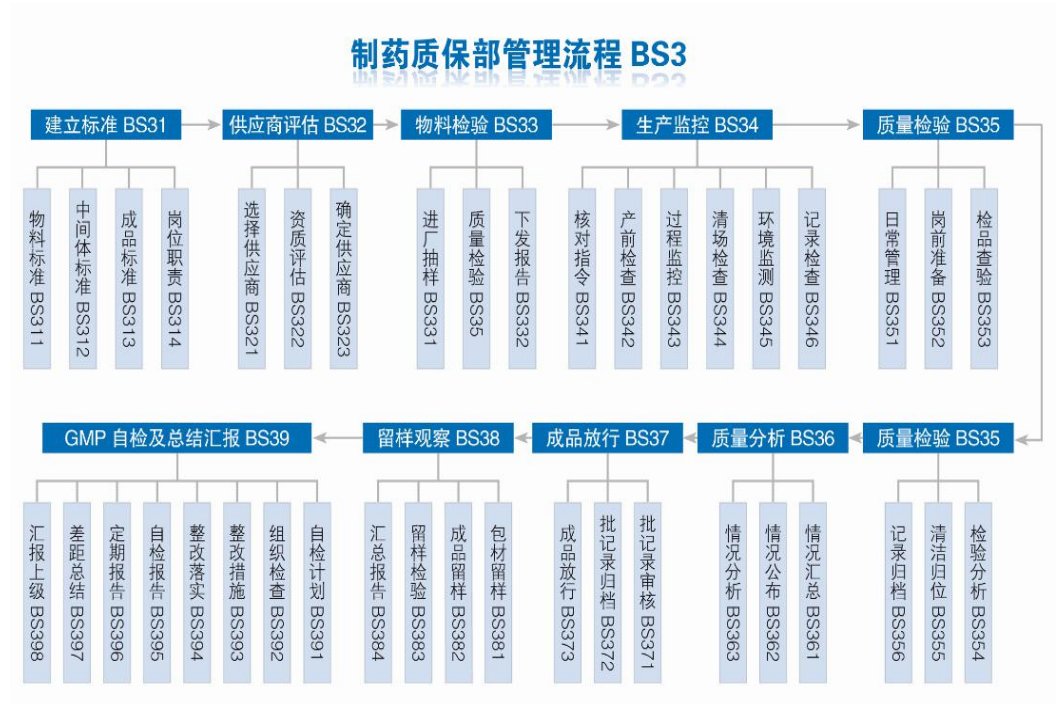 制药质保部管理流程 BS3
建立标准 BS31
供应商评估 BS32
物料检验 BS33
生产监控 BS34
质量检验 BS35
物料标准 BS311
中间体标准 BS312
成品标准 BS313
岗位职责 BS314
选择供应商 BS321
资质评估 BS322
确定供应商 BS323
进厂抽样 BS331
质量检验 BS35
下发报告 BS332
核对指令 BS341
产前检查 BS342
过程监控 BS343
清场检查 BS344
环境监测 BS345
记录检查 BS346
日常管理 BS351
岗前准备 BS352
检品查验 BS353
GMP 自检及总结汇报 BS39
留样观察 BS38
成品放行 BS37
质量分析 BS36
质量检验 BS35
汇报上级 BS398
差距总结 BS397
定期报告 BS396
自检报告 BS395
整改落实 BS394
整改措施 BS393
组织检查 BS392
自检计划 BS391
汇总报告 BS384
留样检验 BS383
成品留样 BS382
包材留样 BS381
成品放行 BS373
批记录归档 BS372
批记录审核 BS371
情况分析 BS363
情况公布 BS362
情况汇总 BS361
记录归档 BS356
清洁归位 BS355
检验分析 BS354